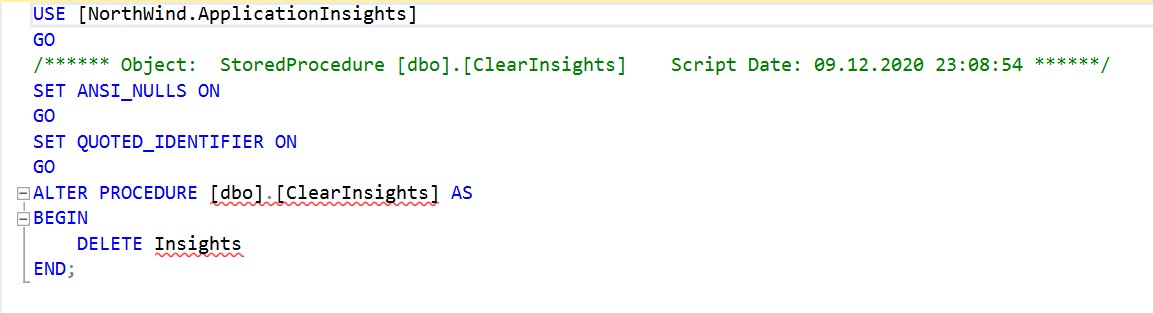 USE [NorthWind.ApplicationInsights]
GO
/****** Object:  StoredProcedure [dbo].[ClearInsights]    Script Date: 09.12.2020 23:08:54 ******/
SET ANSI_NULLS ON
GO
SET QUOTED_IDENTIFIER ON
GO
ALTER PROCEDURE [dbo].[ClearInsights] AS
BEGIN
    DELETE Insights
END;